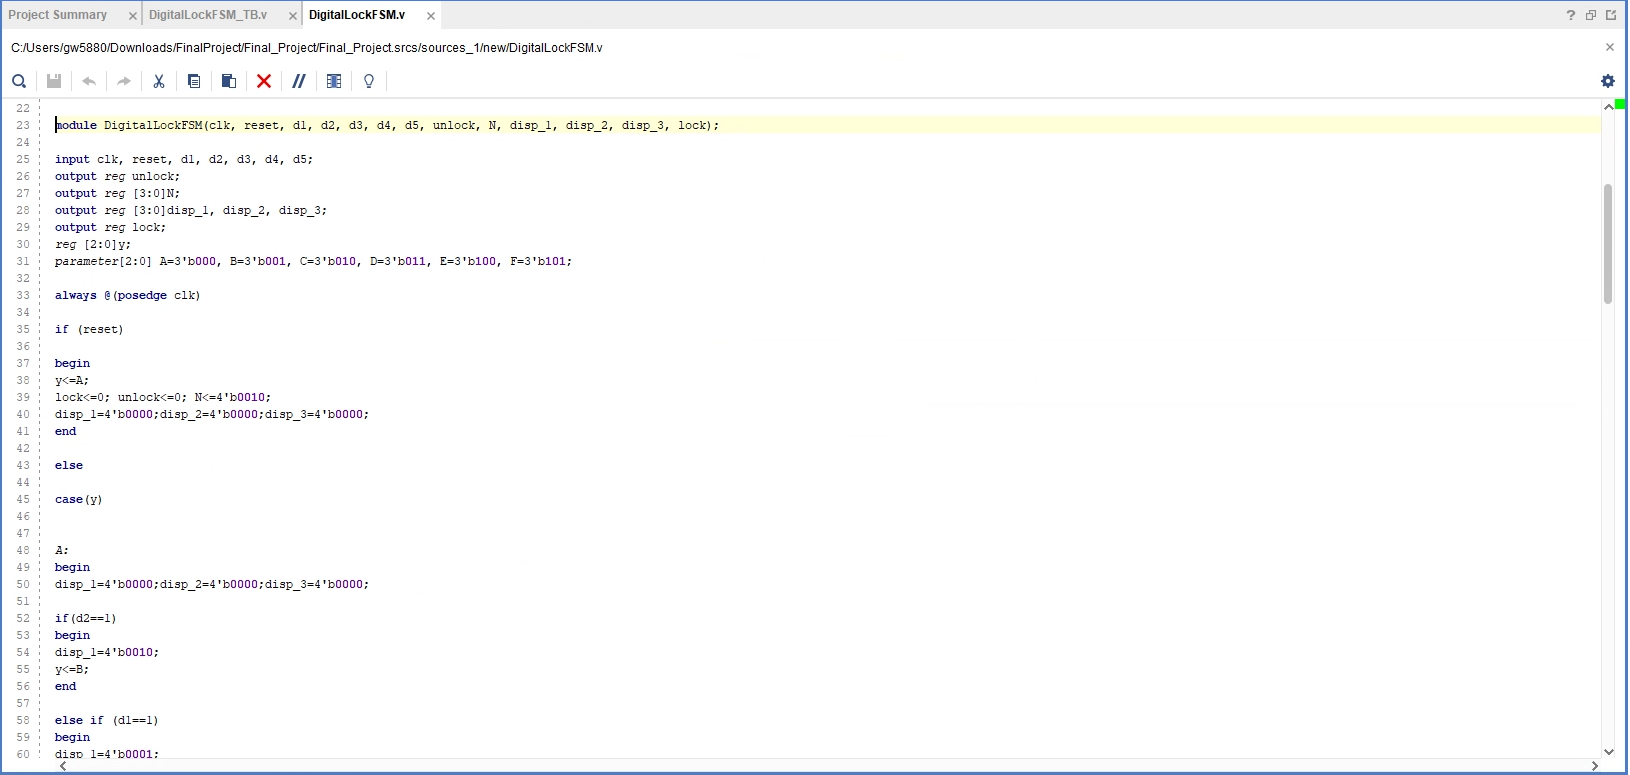 Project Summary × DigitalLockFSM_TB.v × DigitalLockFSM.v × ?
C:/Users/gw5880/Downloads/FinalProject/Final_Project/Final_Project.srcs/sources_1/new/DigitalLockFSM.v ×
22
23 module DigitalLockFSM(clk, reset, d1, d2, d3, d4, d5, unlock, N, disp_1, disp_2, disp_3, lock);
24
25 input clk, reset, d1, d2, d3, d4, d5;
26 output reg unlock;
27 output reg [3:0]N;
28 output reg [3:0]disp_1, disp_2, disp_3;
29 output reg lock;
30 reg [2:0]y;
31 parameter[2:0] A=3'b000, B=3'b001, C=3'b010, D=3'b011, E=3'b100, F=3'b101;
32
33 always @(posedge clk)
34
35 if (reset)
36
37 begin
38 y<=A;
39 lock<=0; unlock<=0; N<=4'b0010;
40 disp_1=4'b0000;disp_2=4'b0000;disp_3=4'b0000;
41 end
42
43 else
44
45 case(y)
46
47
48 A:
49 begin
50 disp_1=4'b0000;disp_2=4'b0000;disp_3=4'b0000;
51
52 if(d2==1)
53 begin
54 disp_1=4'b0010;
55 y<=B;
56 end
57
58 else if (d1==1)
59 begin
60 disp_1=4'b0001;